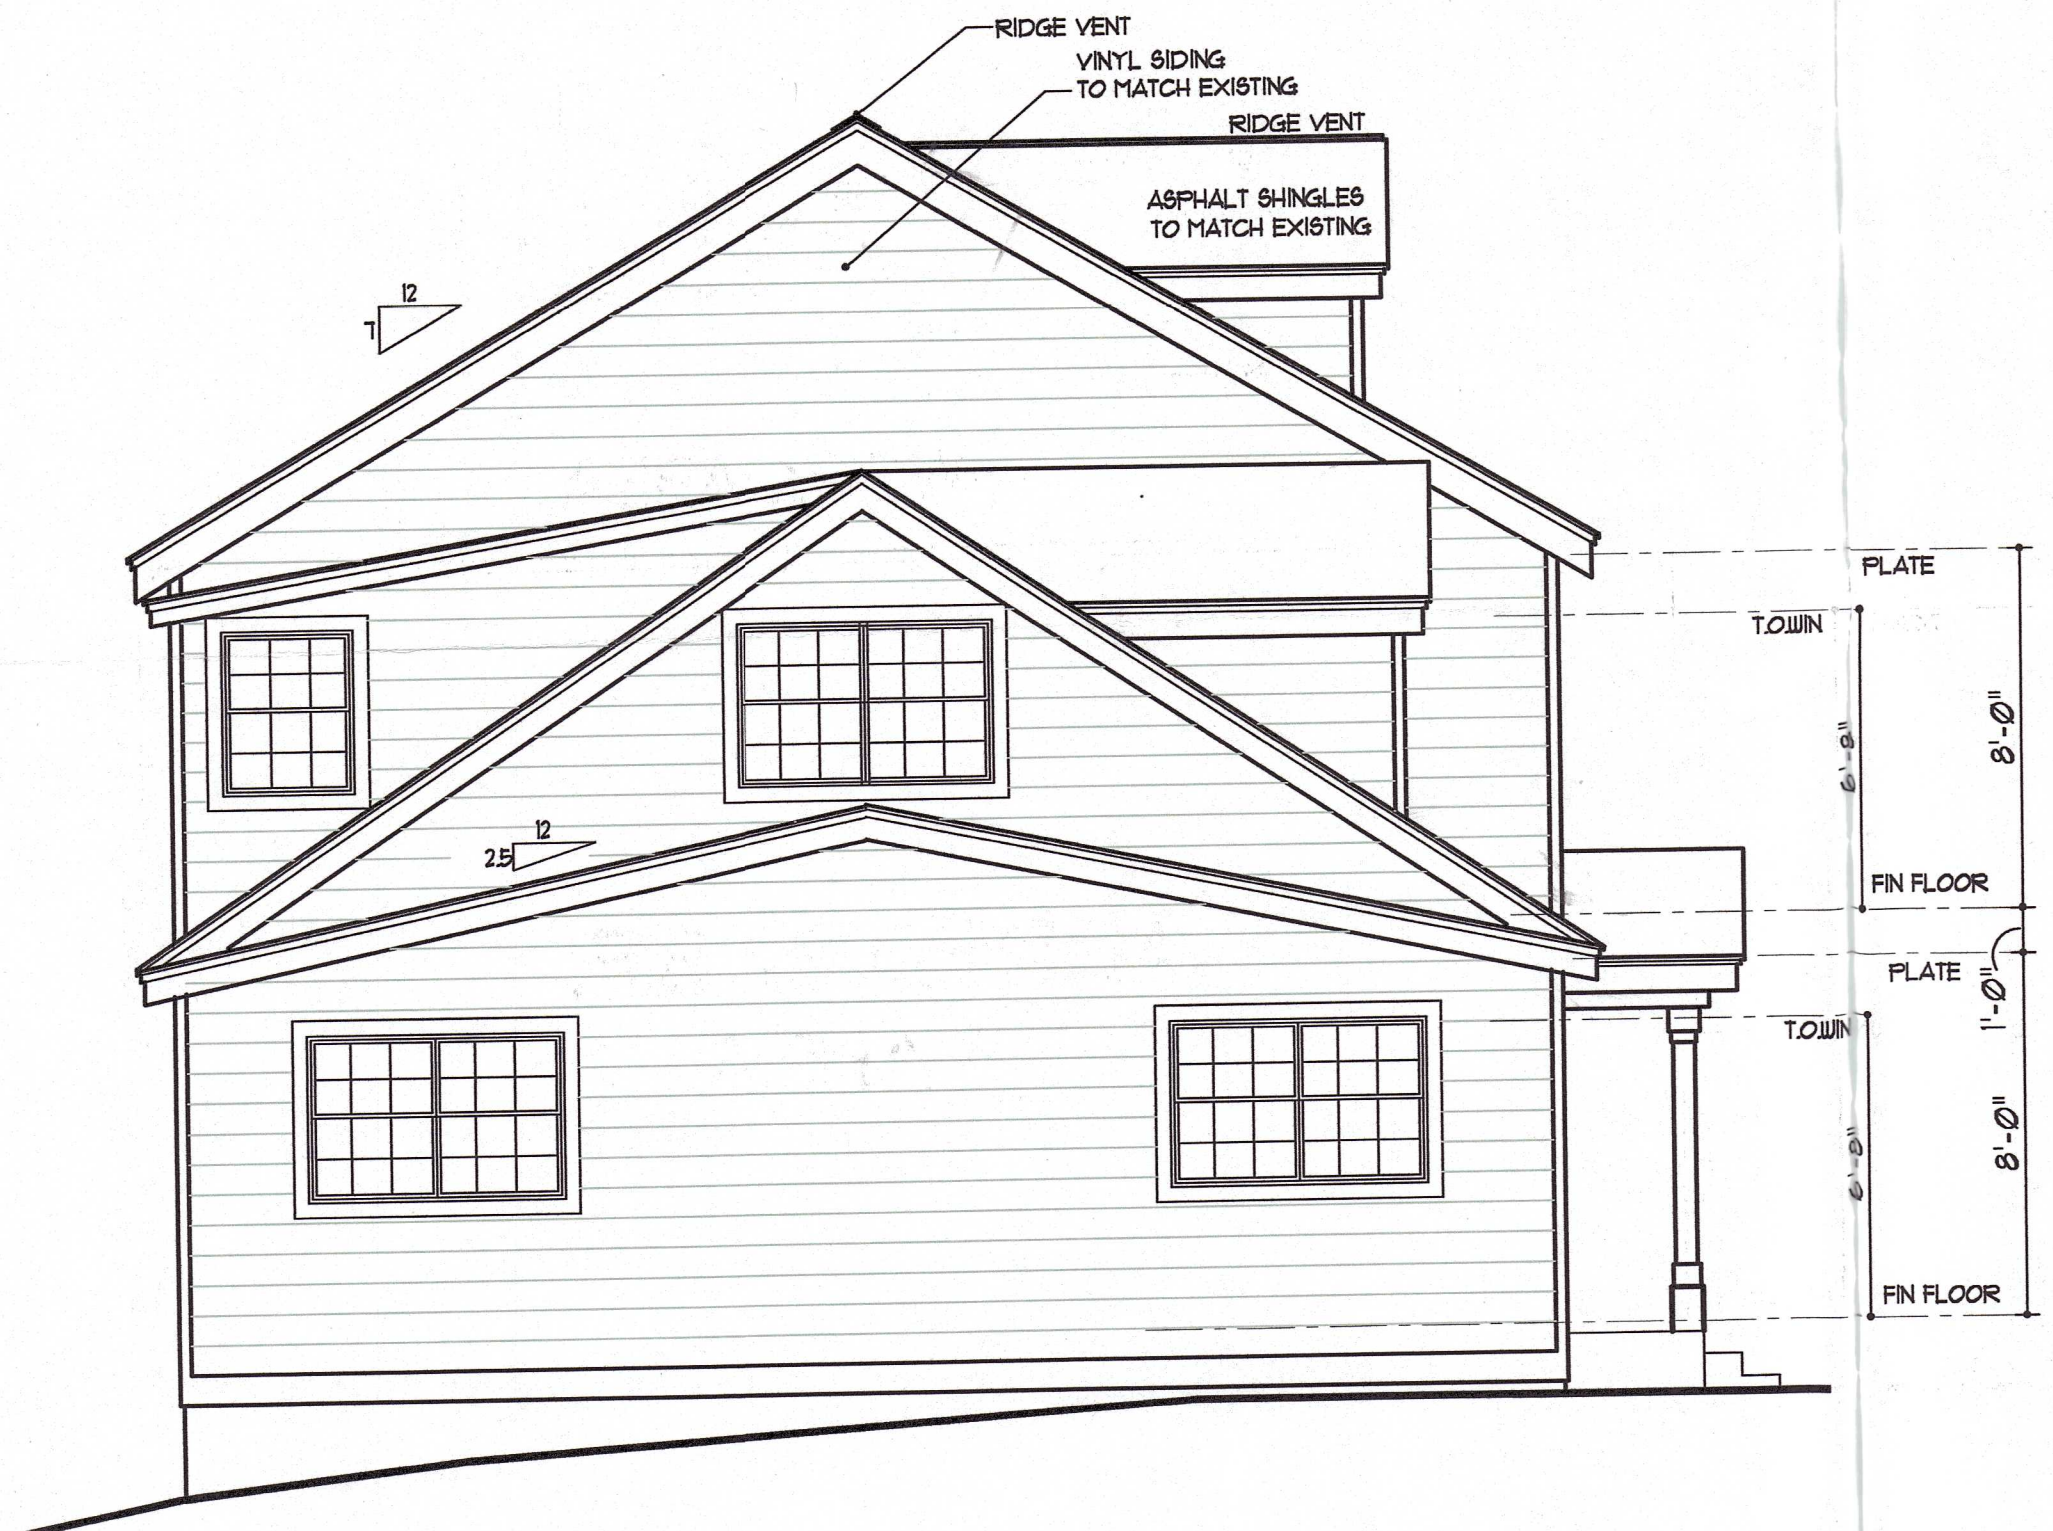 RIDGE VENT
VINYL SIDING
TO MATCH EXISTING
RIDGE VENT
ASPHALT SHINGLES
TO MATCH EXISTING
12
7
PLATE
T.O.WIN
8'-0"
6'-8"
12
2.5
FIN FLOOR
PLATE
1'-0"
T.O.WIN
8'-0"
6'-8"
FIN FLOOR